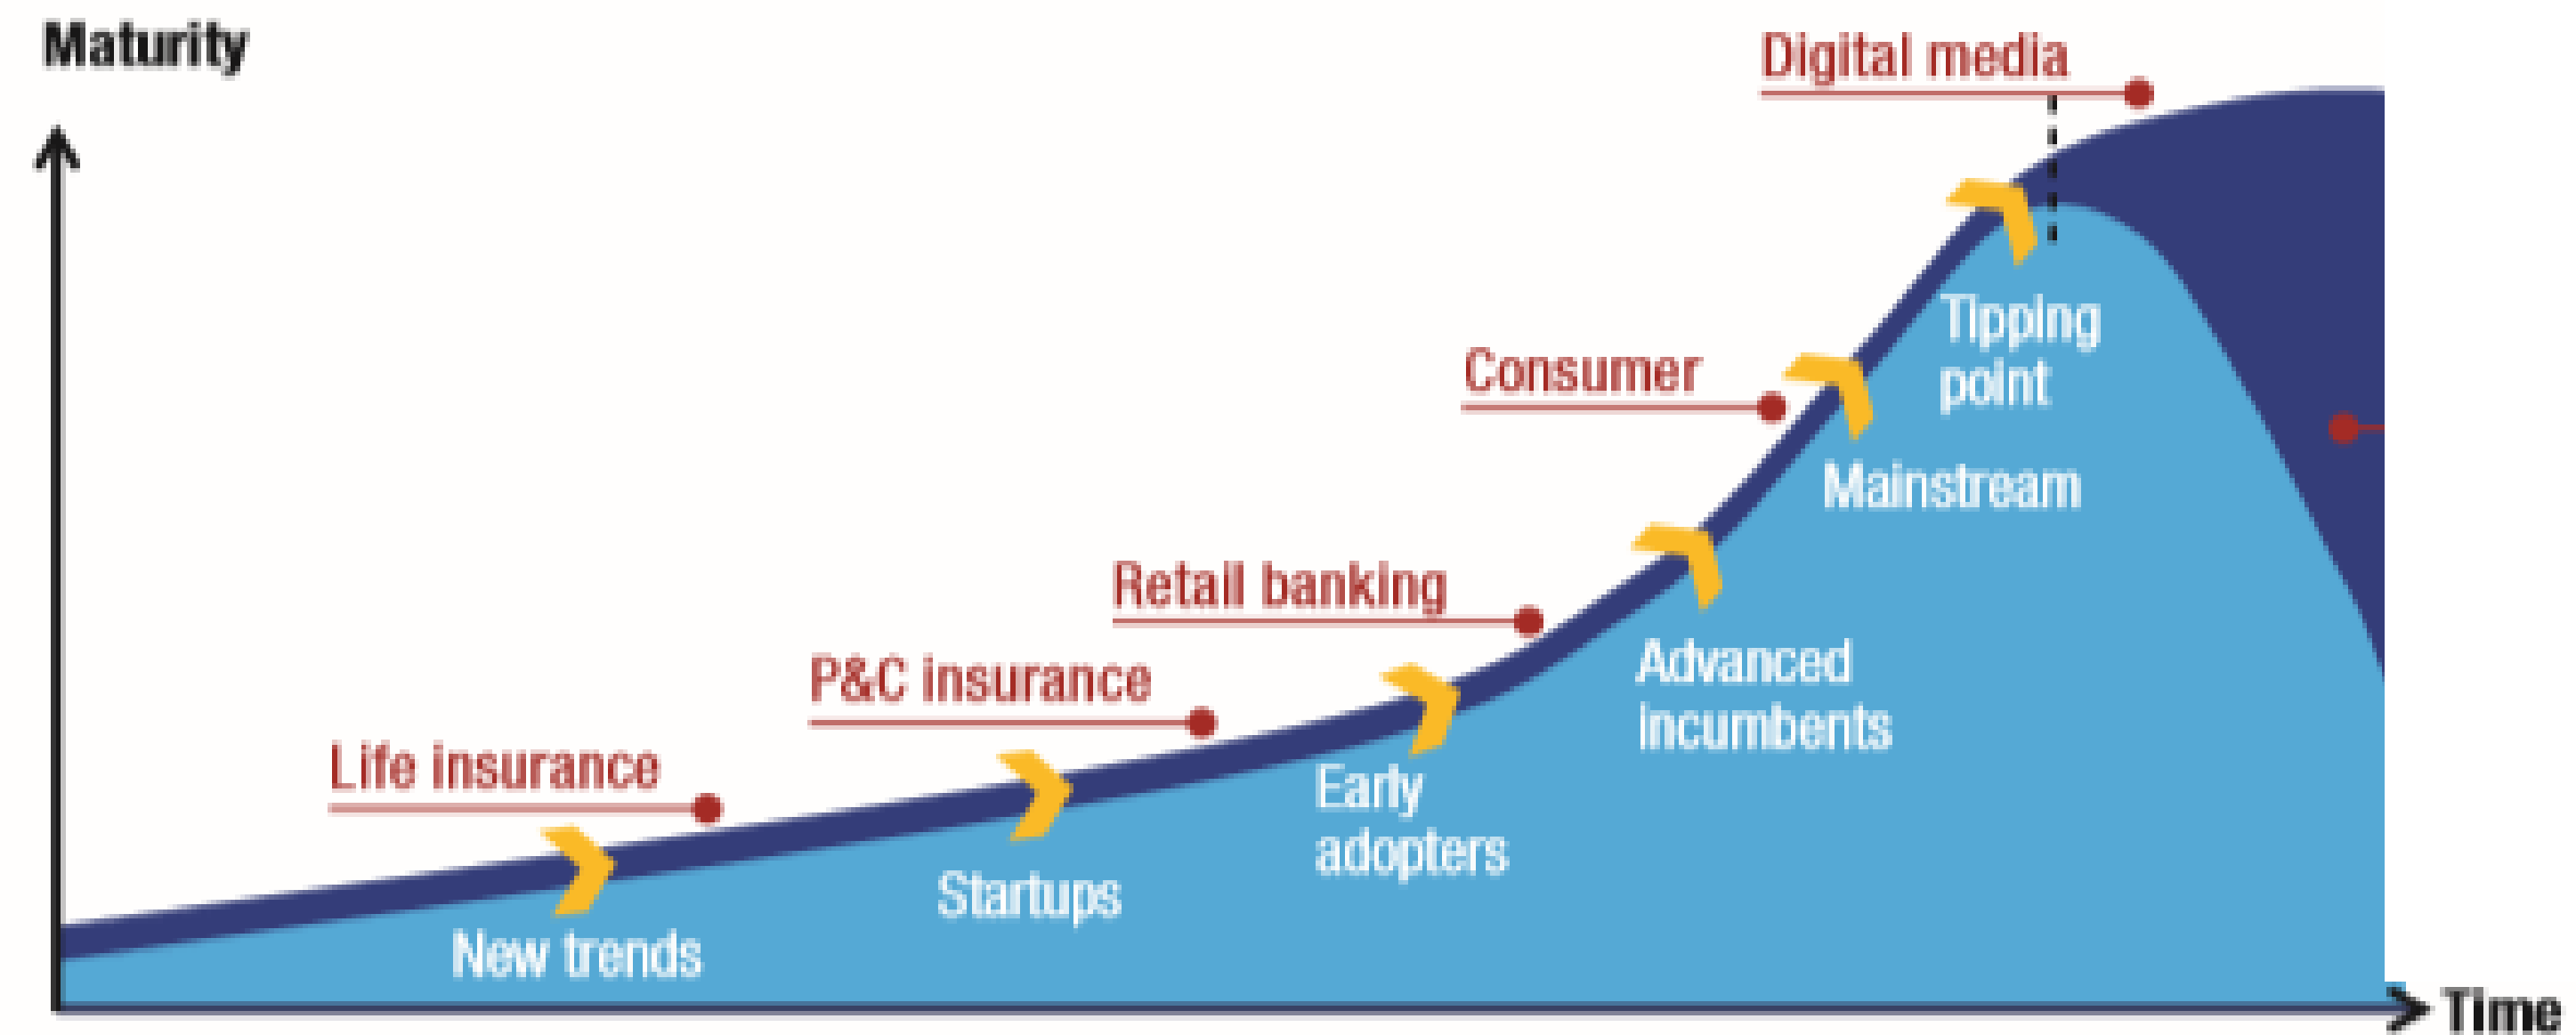 Maturity
Digital media
Tipping
point
Consumer
Mainstream
Retail banking
Advanced
incumbents
P&C insurance
Early
adopters
Life insurance
Startups
New trends
Time